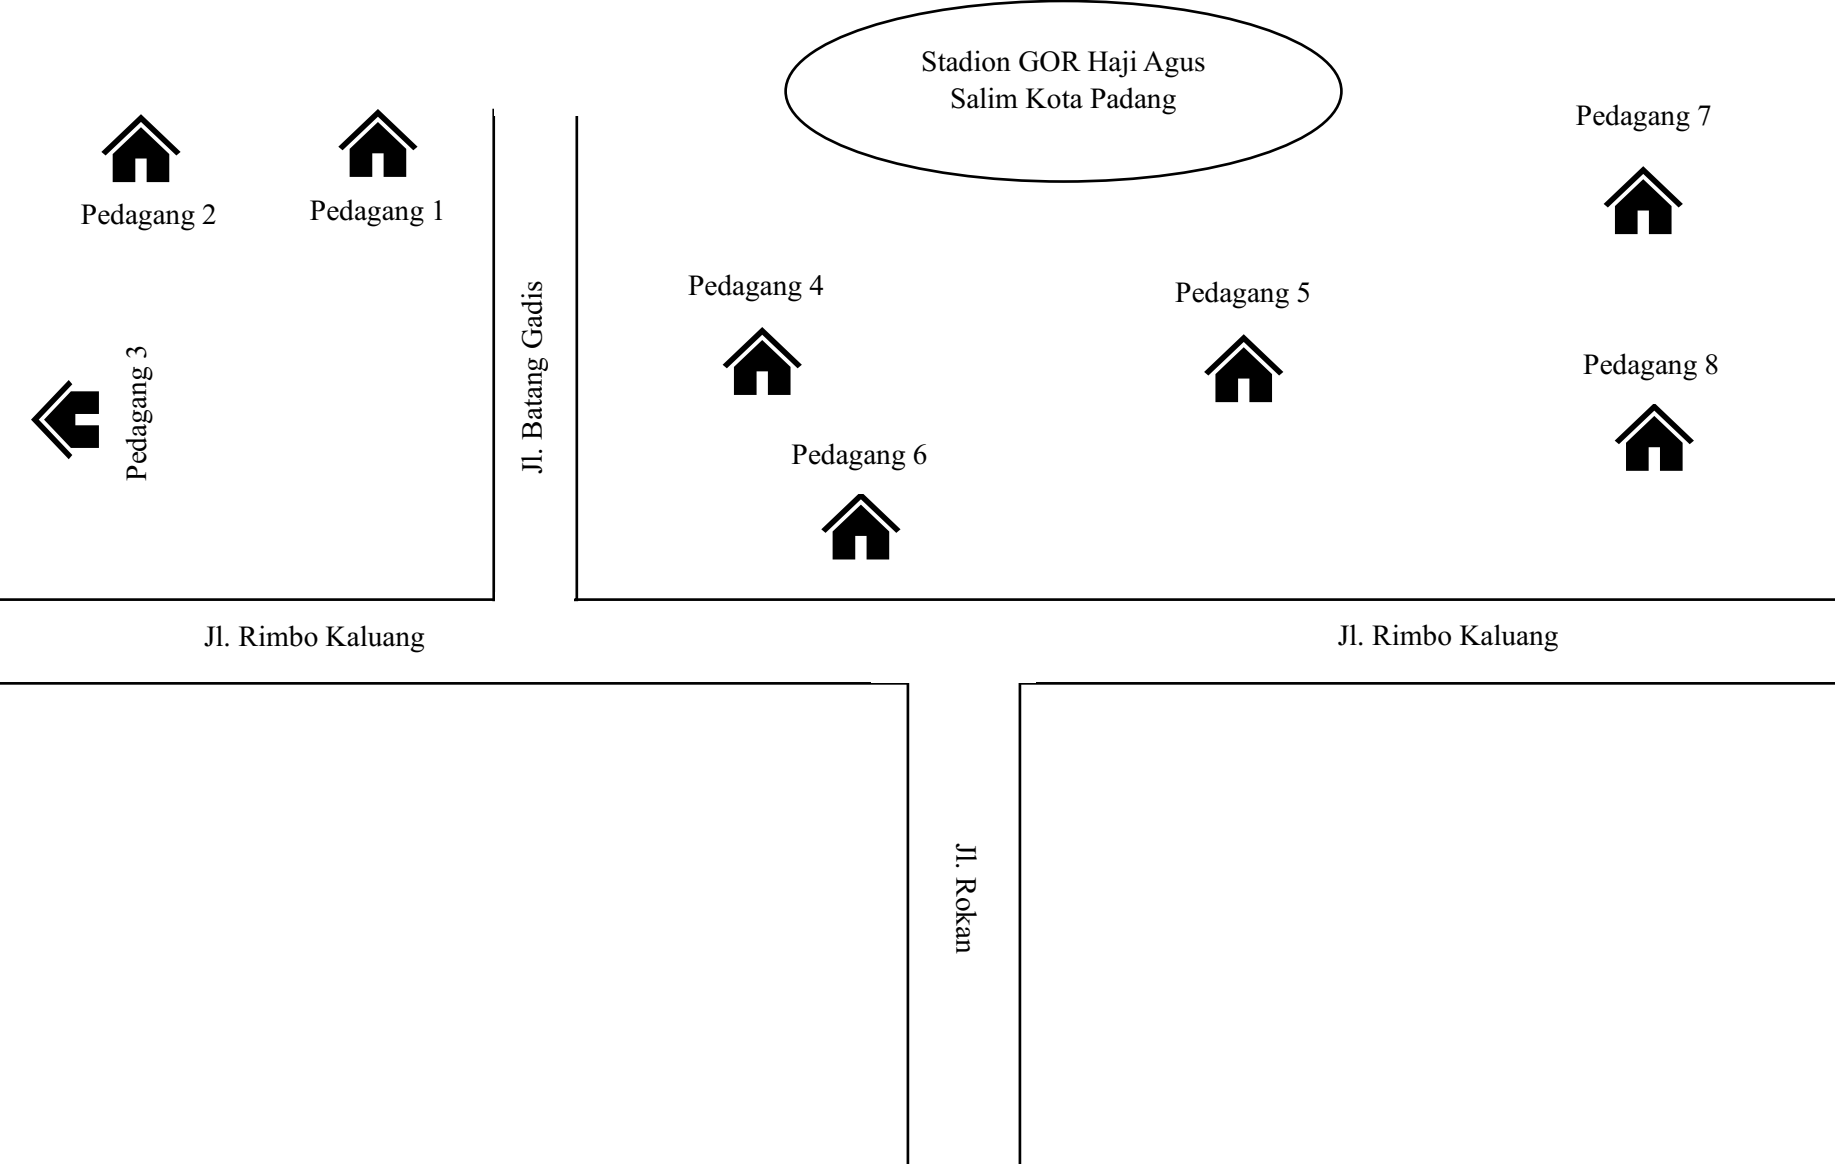 Stadion GOR Haji Agus
Salim Kota Padang
Pedagang 7
Pedagang 2
Pedagang 1
Pedagang 4
Pedagang 5
Jl. Batang Gadis
Pedagang 3
Pedagang 8
Pedagang 6
Jl. Rimbo Kaluang
Jl. Rimbo Kaluang
Jl. Rokan